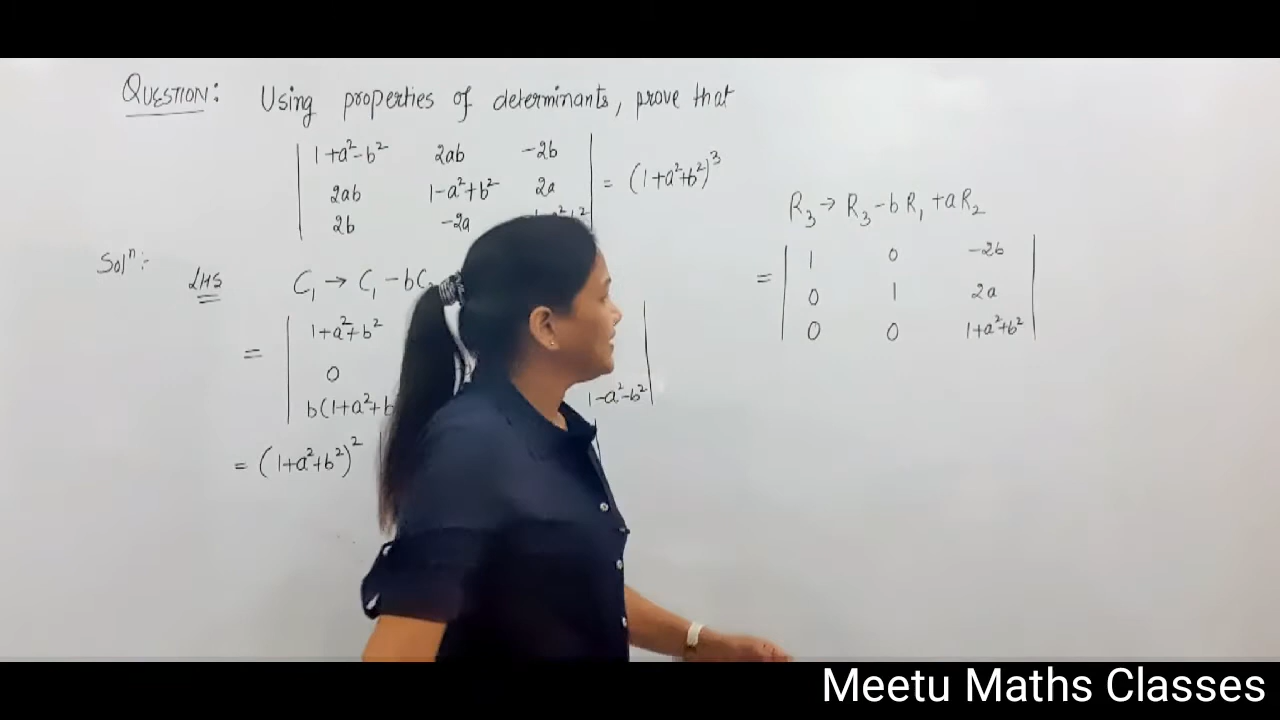 QUESTION: Using properties of determinants, prove that
1+a²-b² 2ab -2b
2ab 1-a²+b² 2a = (1+a²+b²)³
2b -2a
Solⁿ:-
LHS C₁ → C₁ - bC
1+a²+b²
=
0
b(1+a²+b 1-a²-b²
= (1+a²+b²)²
R₃ → R₃ - bR₁ + aR₂
1 0 -2b
= 0 1 2a
0 0 1+a²+b²
Meetu Maths Classes